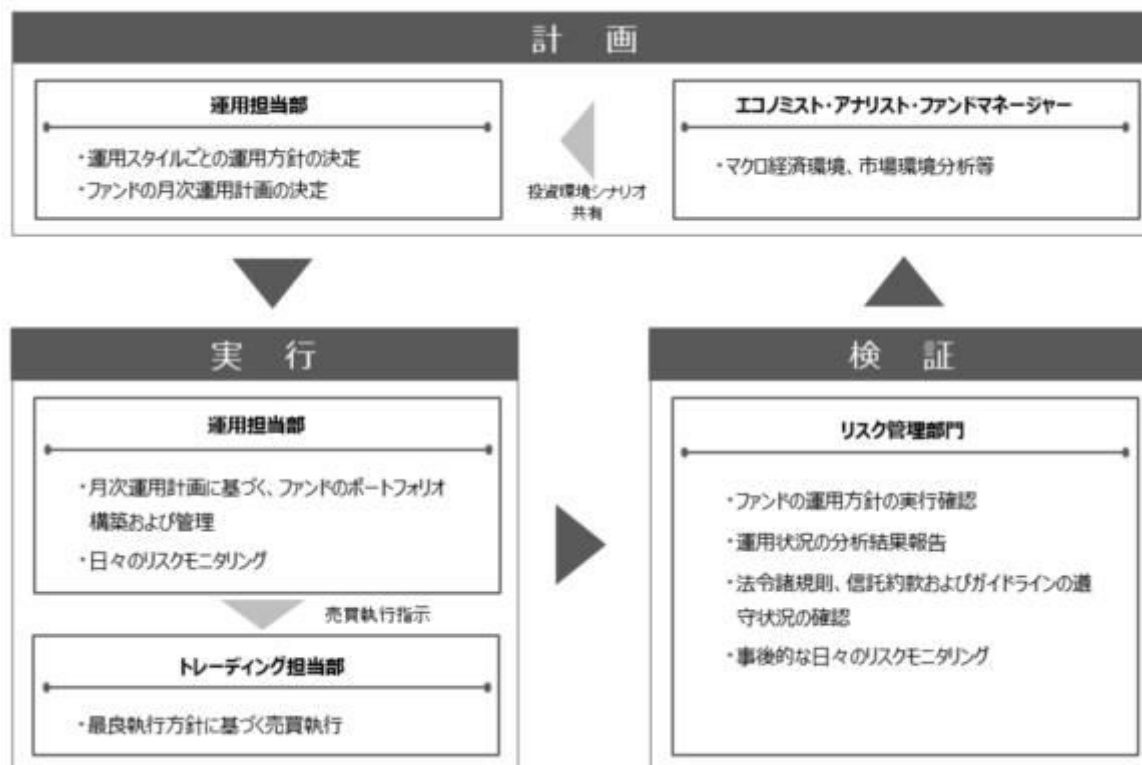 計 画
運用担当部
・運用スタイルごとの運用方針の決定
・ファンドの月次運用計画の決定
投資環境シナリオ
共有
エコノミスト・アナリスト・ファンドマネージャー
・マクロ経済環境、市場環境分析等
実 行
運用担当部
・月次運用計画に基づく、ファンドのポートフォリオ
構築および管理
・日々のリスクモニタリング
売買執行指示
トレーディング担当部
・最良執行方針に基づく売買執行
検 証
リスク管理部門
・ファンドの運用方針の実行確認
・運用状況の分析結果報告
・法令諸規則、信託約款およびガイドラインの遵
守状況の確認
・事後的な日々のリスクモニタリング